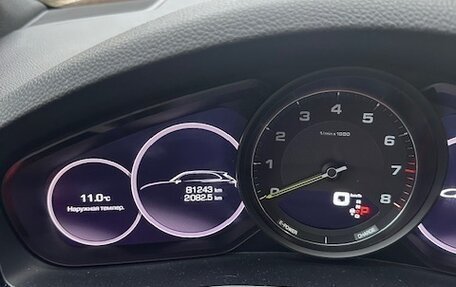 11.0°C
Наружная темпер.
81243 km
2082.5 km
1/min x 1000
0 1 2 3 4 5 6 7 8
P
E-POWER
CHARGE